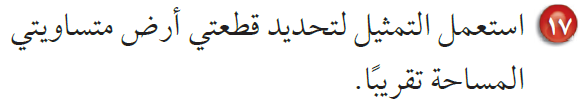 ١٧ استعمل التمثيل لتحديد قطعتي أرض متساويتي
المساحة تقريبًا.